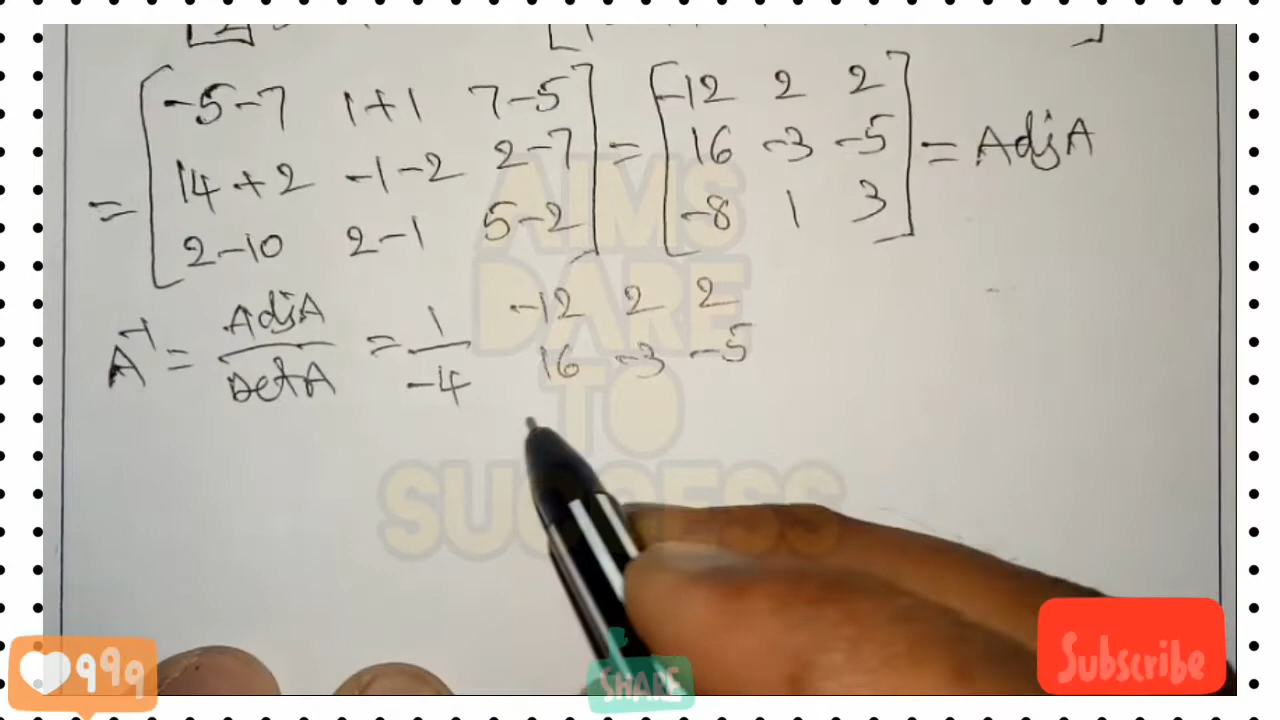 = [ -5-7 1+1 7-5 ] = [ -12 2 2 ] = AdjA
14+2 -1-2 2-7 16 -3 -5
2-10 2-1 5-2 -8 1 3
A⁻¹ = AdjA / DetA = 1 / -4 -12 2 2
16 -3 -5
AIMS
DARE
TO
SUCCESS
999
SHARE
Subscribe